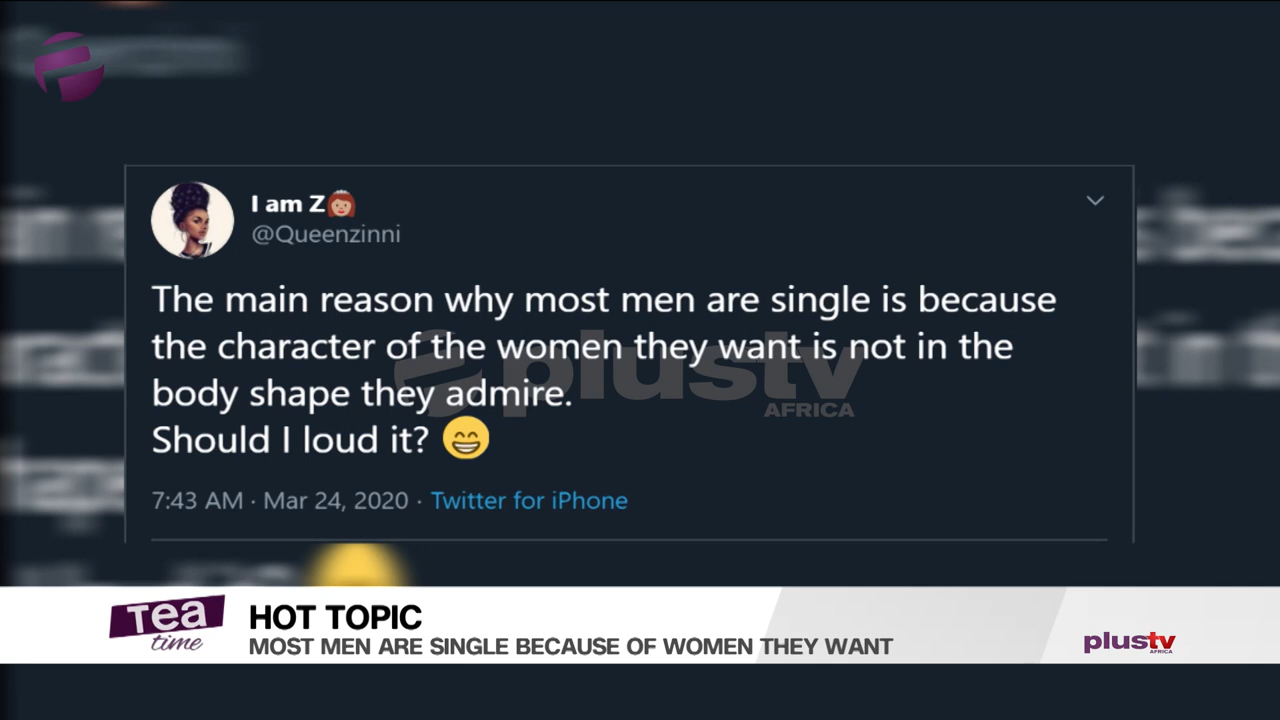 I am Z
@Queenzinni
The main reason why most men are single is because
the character of the women they want is not in the
body shape they admire.
Should I loud it? 😁
7:43 AM · Mar 24, 2020 · Twitter for iPhone
plustv
AFRICA
Tea
time
HOT TOPIC
MOST MEN ARE SINGLE BECAUSE OF WOMEN THEY WANT
plustv
AFRICA